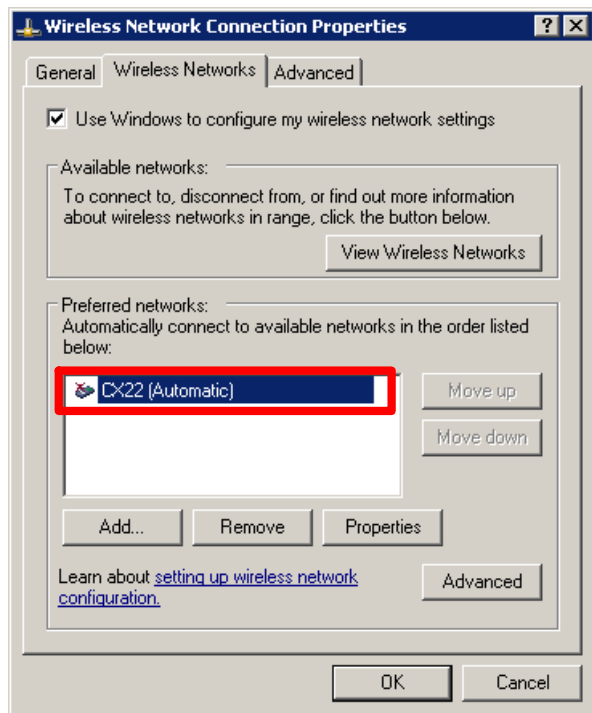 Wireless Network Connection Properties
General Wireless Networks Advanced
Use Windows to configure my wireless network settings
Available networks:
To connect to, disconnect from, or find out more information
about wireless networks in range, click the button below.
View Wireless Networks
Preferred networks:
Automatically connect to available networks in the order listed
below:
CX22 (Automatic)
Move up
Move down
Add... Remove Properties
Learn about setting up wireless network
configuration.
Advanced
OK Cancel